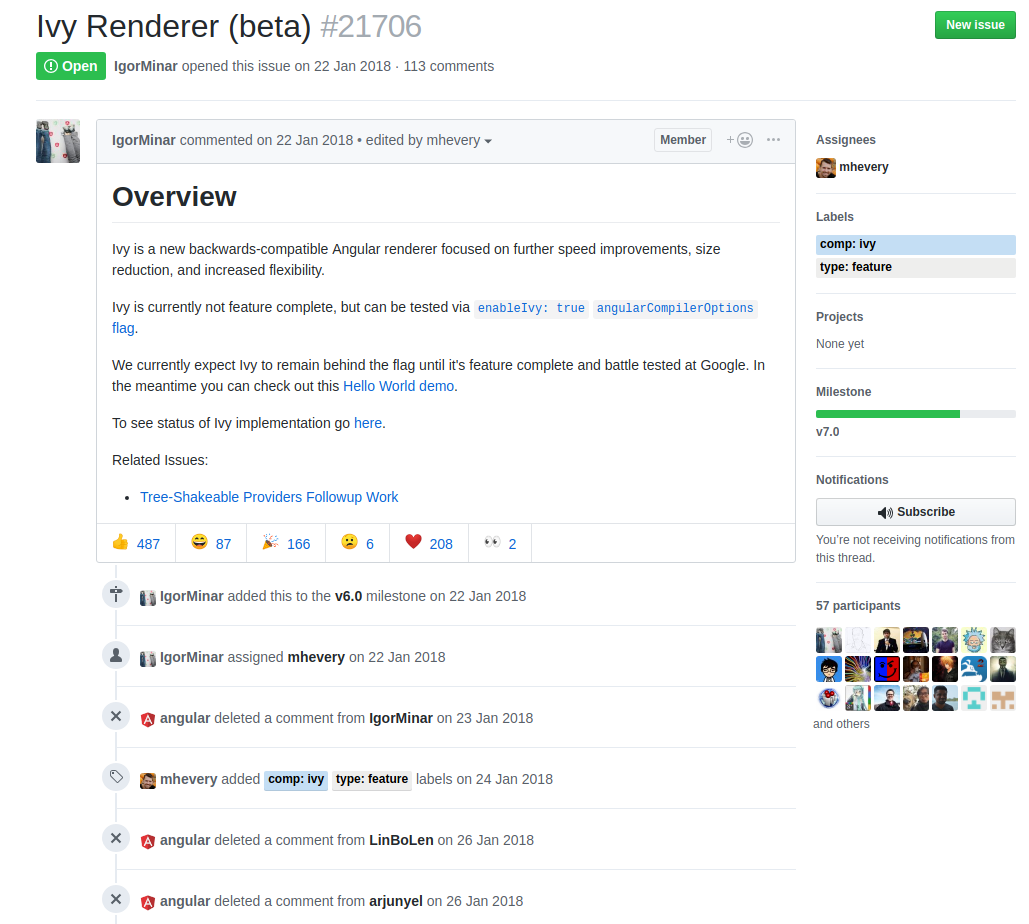 Ivy Renderer (beta) #21706
New issue
Open IgorMinar opened this issue on 22 Jan 2018 · 113 comments
IgorMinar commented on 22 Jan 2018 • edited by mhevery
Member
Overview
Ivy is a new backwards-compatible Angular renderer focused on further speed improvements, size
reduction, and increased flexibility.
Ivy is currently not feature complete, but can be tested via enableIvy: true angularCompilerOptions
flag.
We currently expect Ivy to remain behind the flag until it's feature complete and battle tested at Google. In
the meantime you can check out this Hello World demo.
To see status of Ivy implementation go here.
Related Issues:
• Tree-Shakeable Providers Followup Work
👍 487 😄 87 🎉 166 😕 6 ❤️ 208 👀 2
IgorMinar added this to the v6.0 milestone on 22 Jan 2018
IgorMinar assigned mhevery on 22 Jan 2018
angular deleted a comment from IgorMinar on 23 Jan 2018
mhevery added comp: ivy type: feature labels on 24 Jan 2018
angular deleted a comment from LinBoLen on 26 Jan 2018
angular deleted a comment from arjunyel on 26 Jan 2018
Assignees
mhevery
Labels
comp: ivy
type: feature
Projects
None yet
Milestone
v7.0
Notifications
Subscribe
You're not receiving notifications from
this thread.
57 participants
and others